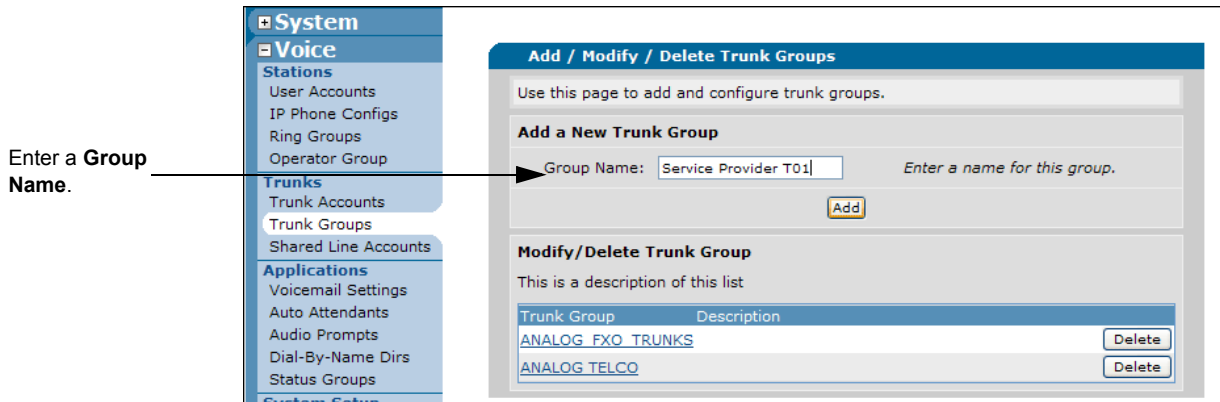 Enter a Group
Name.
System
Voice
Stations
User Accounts
IP Phone Configs
Ring Groups
Operator Group
Trunks
Trunk Accounts
Trunk Groups
Shared Line Accounts
Applications
Voicemail Settings
Auto Attendants
Audio Prompts
Dial-By-Name Dirs
Status Groups
System Setup
Add / Modify / Delete Trunk Groups
Use this page to add and configure trunk groups.
Add a New Trunk Group
Group Name: Service Provider T01 Enter a name for this group.
Add
Modify/Delete Trunk Group
This is a description of this list
Trunk Group Description
ANALOG_FXO_TRUNKS Delete
ANALOG TELCO Delete